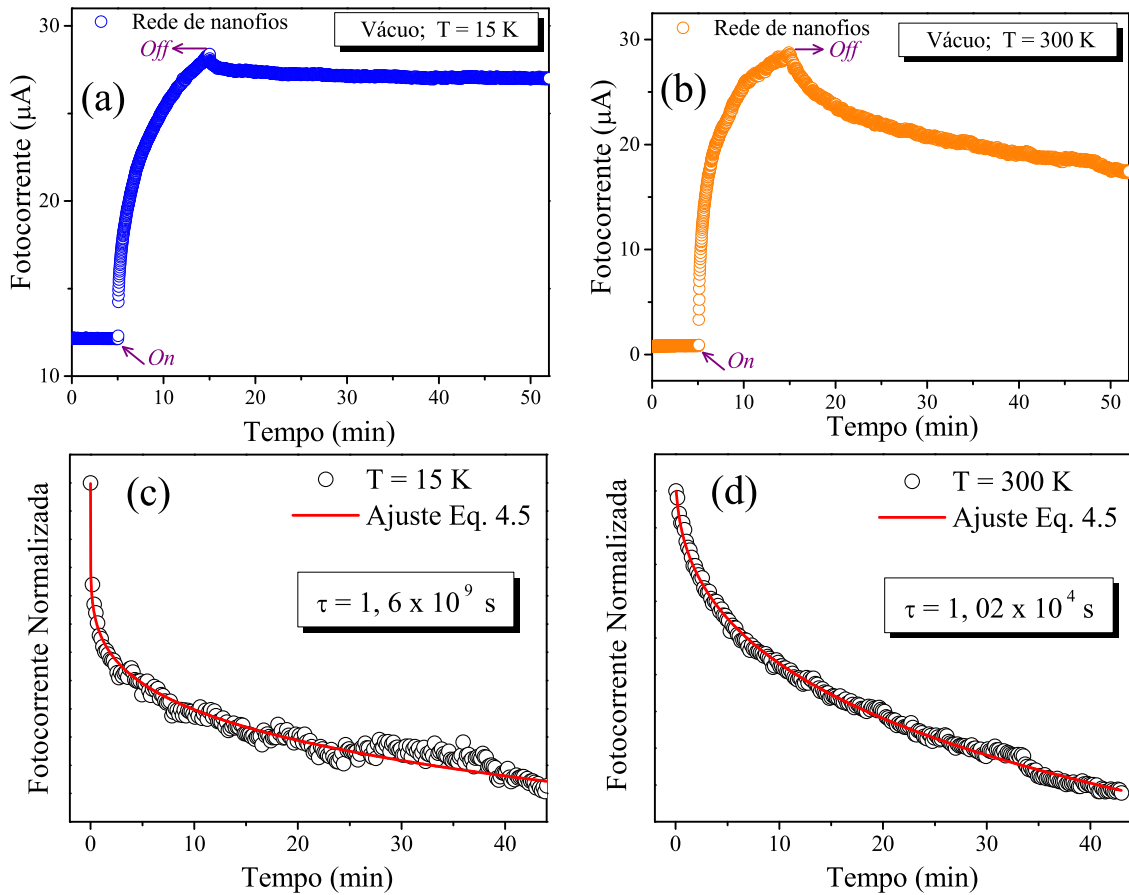 Rede de nanofios
Vácuo; T = 15 K
Off
(a)
On
Fotocorrente (μA)
30
20
10
0
10
20
30
40
50
Tempo (min)
Rede de nanofios
Vácuo; T = 300 K
Off
(b)
On
Fotocorrente (μA)
30
20
10
0
0
10
20
30
40
50
Tempo (min)
(c)
T = 15 K
Ajuste Eq. 4.5
τ = 1, 6 x 10⁹ s
Fotocorrente Normalizada
0
10
20
30
40
Tempo (min)
(d)
T = 300 K
Ajuste Eq. 4.5
τ = 1, 02 x 10⁴ s
Fotocorrente Normalizada
0
10
20
30
40
Tempo (min)